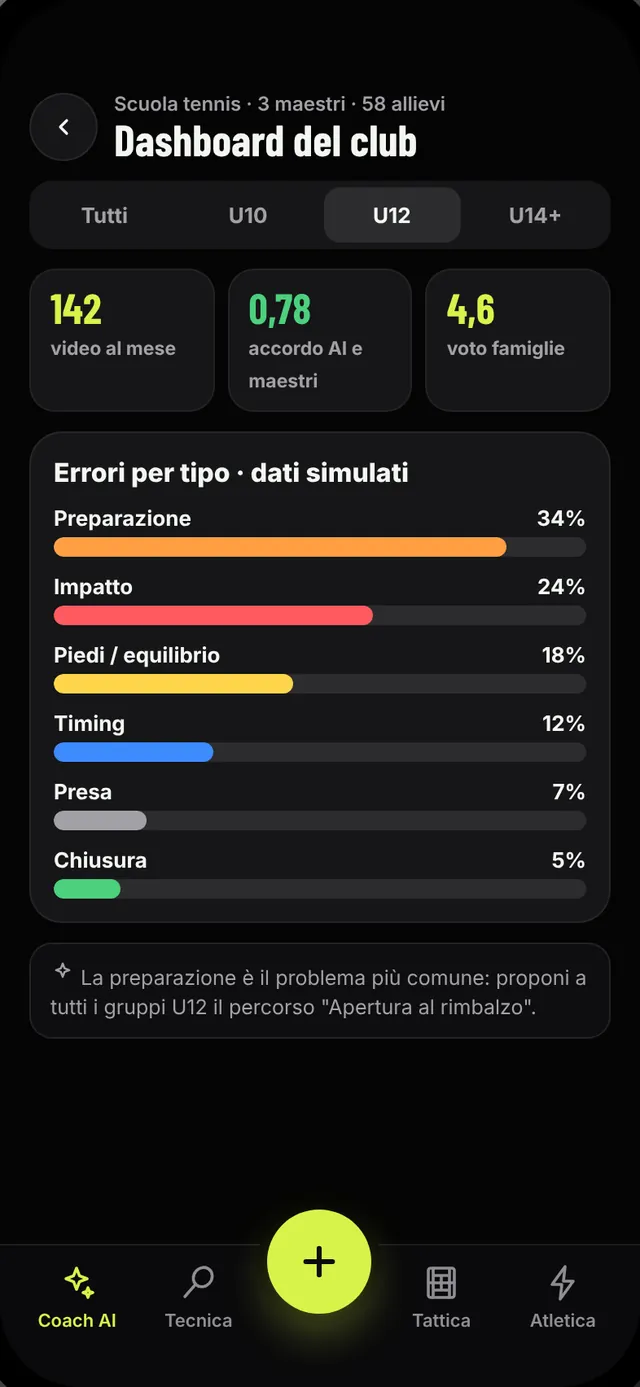 Scuola tennis · 3 maestri · 58 allievi
Dashboard del club
Tutti
U10
U12
U14+
142
video al mese
0,78
accordo AI e
maestri
4,6
voto famiglie
Errori per tipo · dati simulati
Preparazione
34%
Impatto
24%
Piedi / equilibrio
18%
Timing
12%
Presa
7%
Chiusura
5%
La preparazione è il problema più comune: proponi a
tutti i gruppi U12 il percorso "Apertura al rimbalzo".
Coach AI
Tecnica
Tattica
Atletica